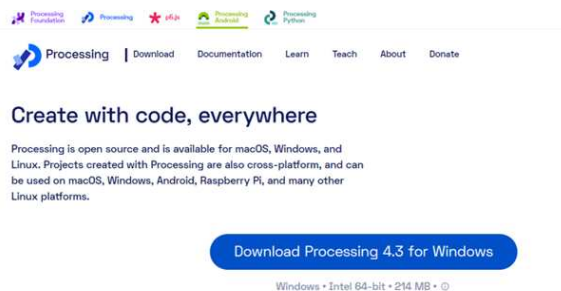 Processing Foundation
Processing
p5.js
Processing Android
Processing Python
Processing
Download
Documentation
Learn
Teach
About
Donate
Create with code, everywhere
Processing is open source and is available for macOS, Windows, and
Linux. Projects created with Processing are also cross-platform, and can
be used on macOS, Windows, Android, Raspberry Pi, and many other
Linux platforms.
Download Processing 4.3 for Windows
Windows • Intel 64-bit • 214 MB •